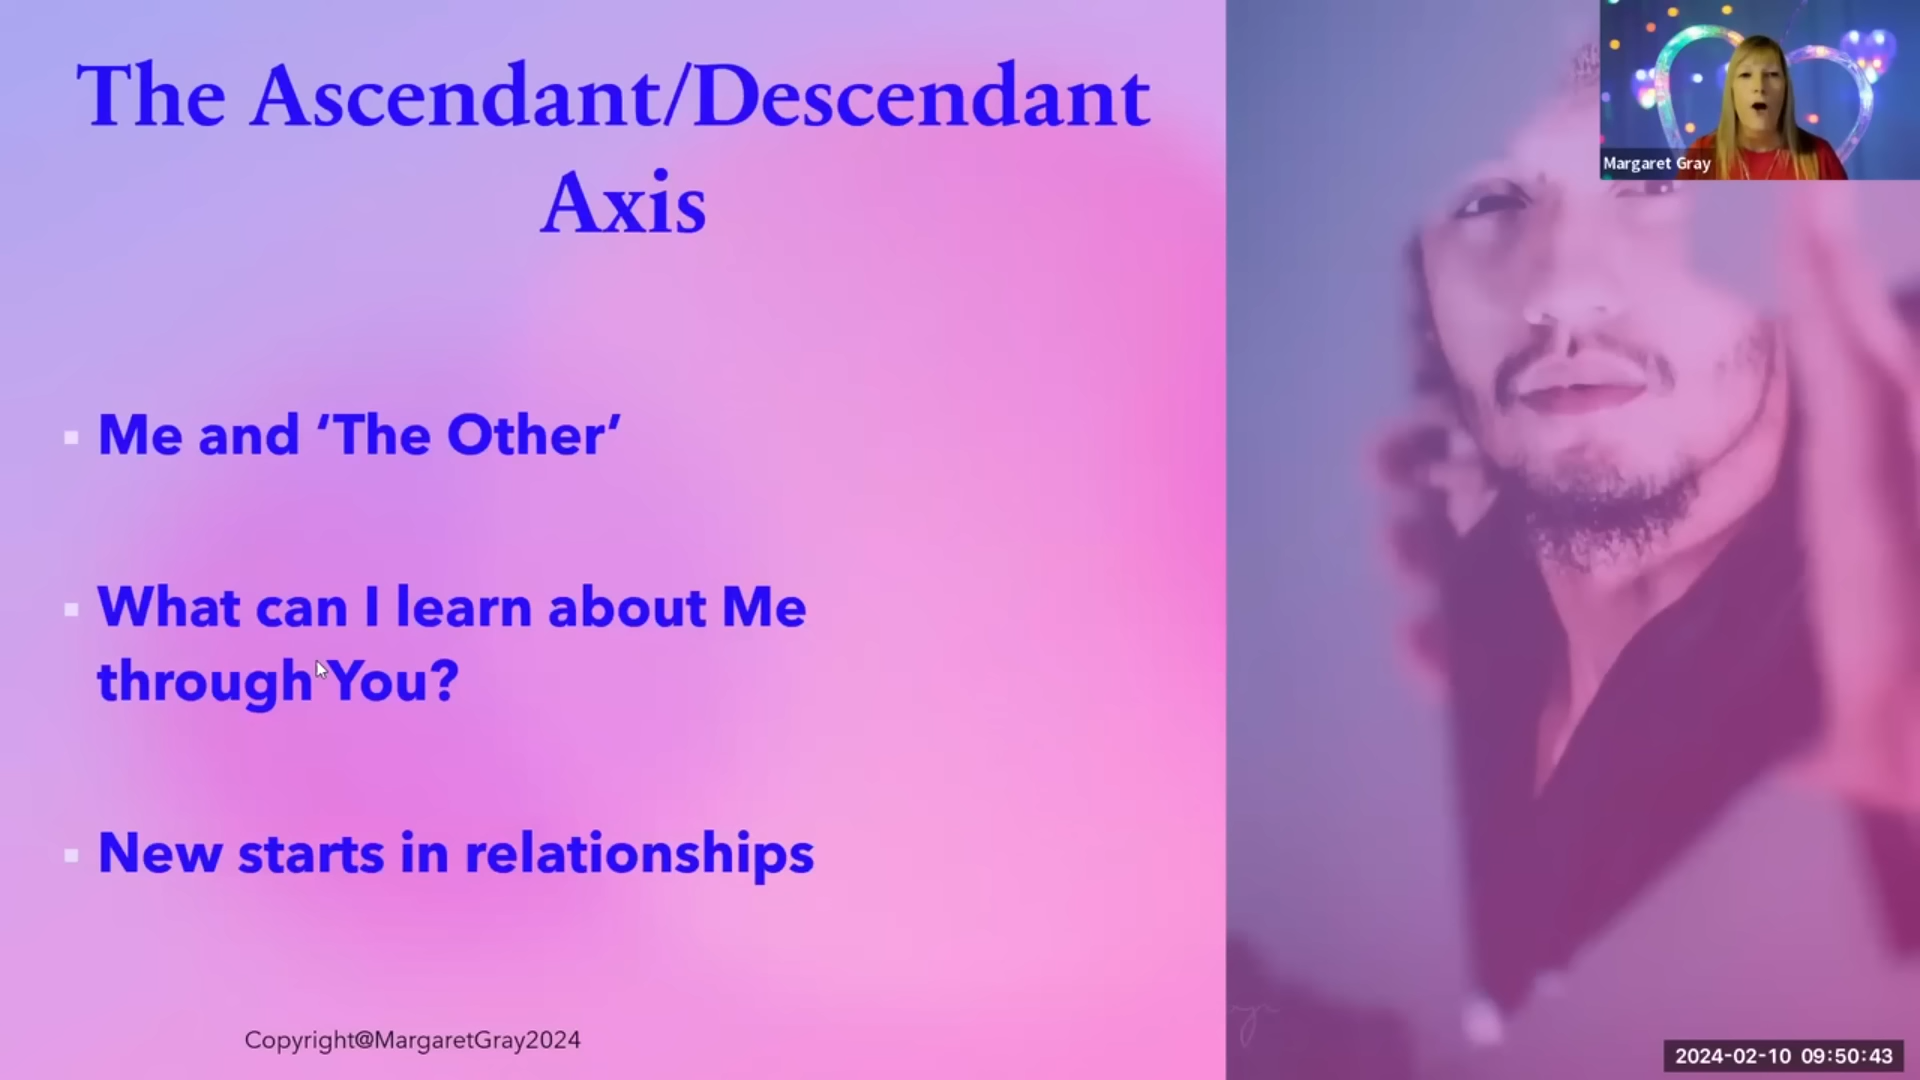 The Ascendant/Descendant
Axis
Margaret Gray
▪ Me and ‘The Other’
▪ What can I learn about Me
through You?
▪ New starts in relationships
Copyright@MargaretGray2024
2024-02-10 09:50:43